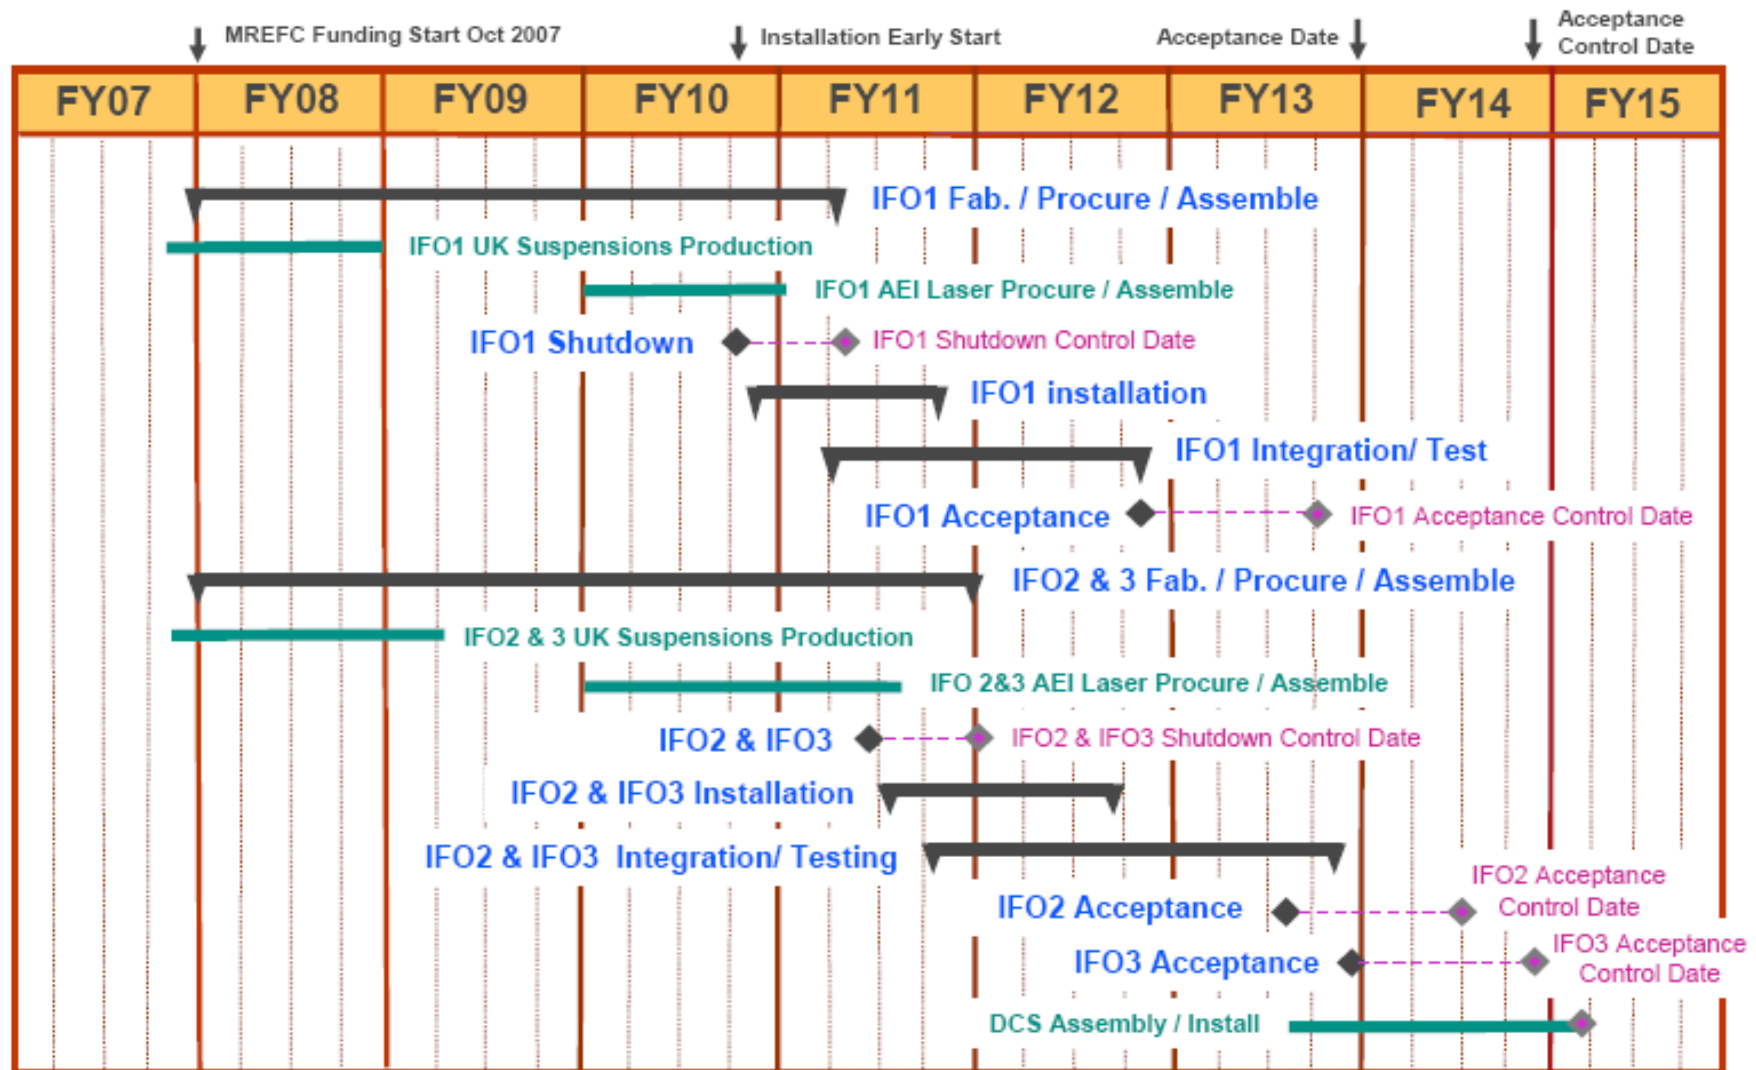 MREFC Funding Start Oct 2007
Installation Early Start
Acceptance Date
Acceptance
Control Date
FY07 FY08 FY09 FY10 FY11 FY12 FY13 FY14 FY15
IFO1 Fab. / Procure / Assemble
IFO1 UK Suspensions Production
IFO1 AEI Laser Procure / Assemble
IFO1 Shutdown
IFO1 Shutdown Control Date
IFO1 installation
IFO1 Integration/ Test
IFO1 Acceptance
IFO1 Acceptance Control Date
IFO2 & 3 Fab. / Procure / Assemble
IFO2 & 3 UK Suspensions Production
IFO 2&3 AEI Laser Procure / Assemble
IFO2 & IFO3
IFO2 & IFO3 Shutdown Control Date
IFO2 & IFO3 Installation
IFO2 & IFO3 Integration/ Testing
IFO2 Acceptance
IFO2 Acceptance
Control Date
IFO3 Acceptance
IFO3 Acceptance
Control Date
DCS Assembly / Install